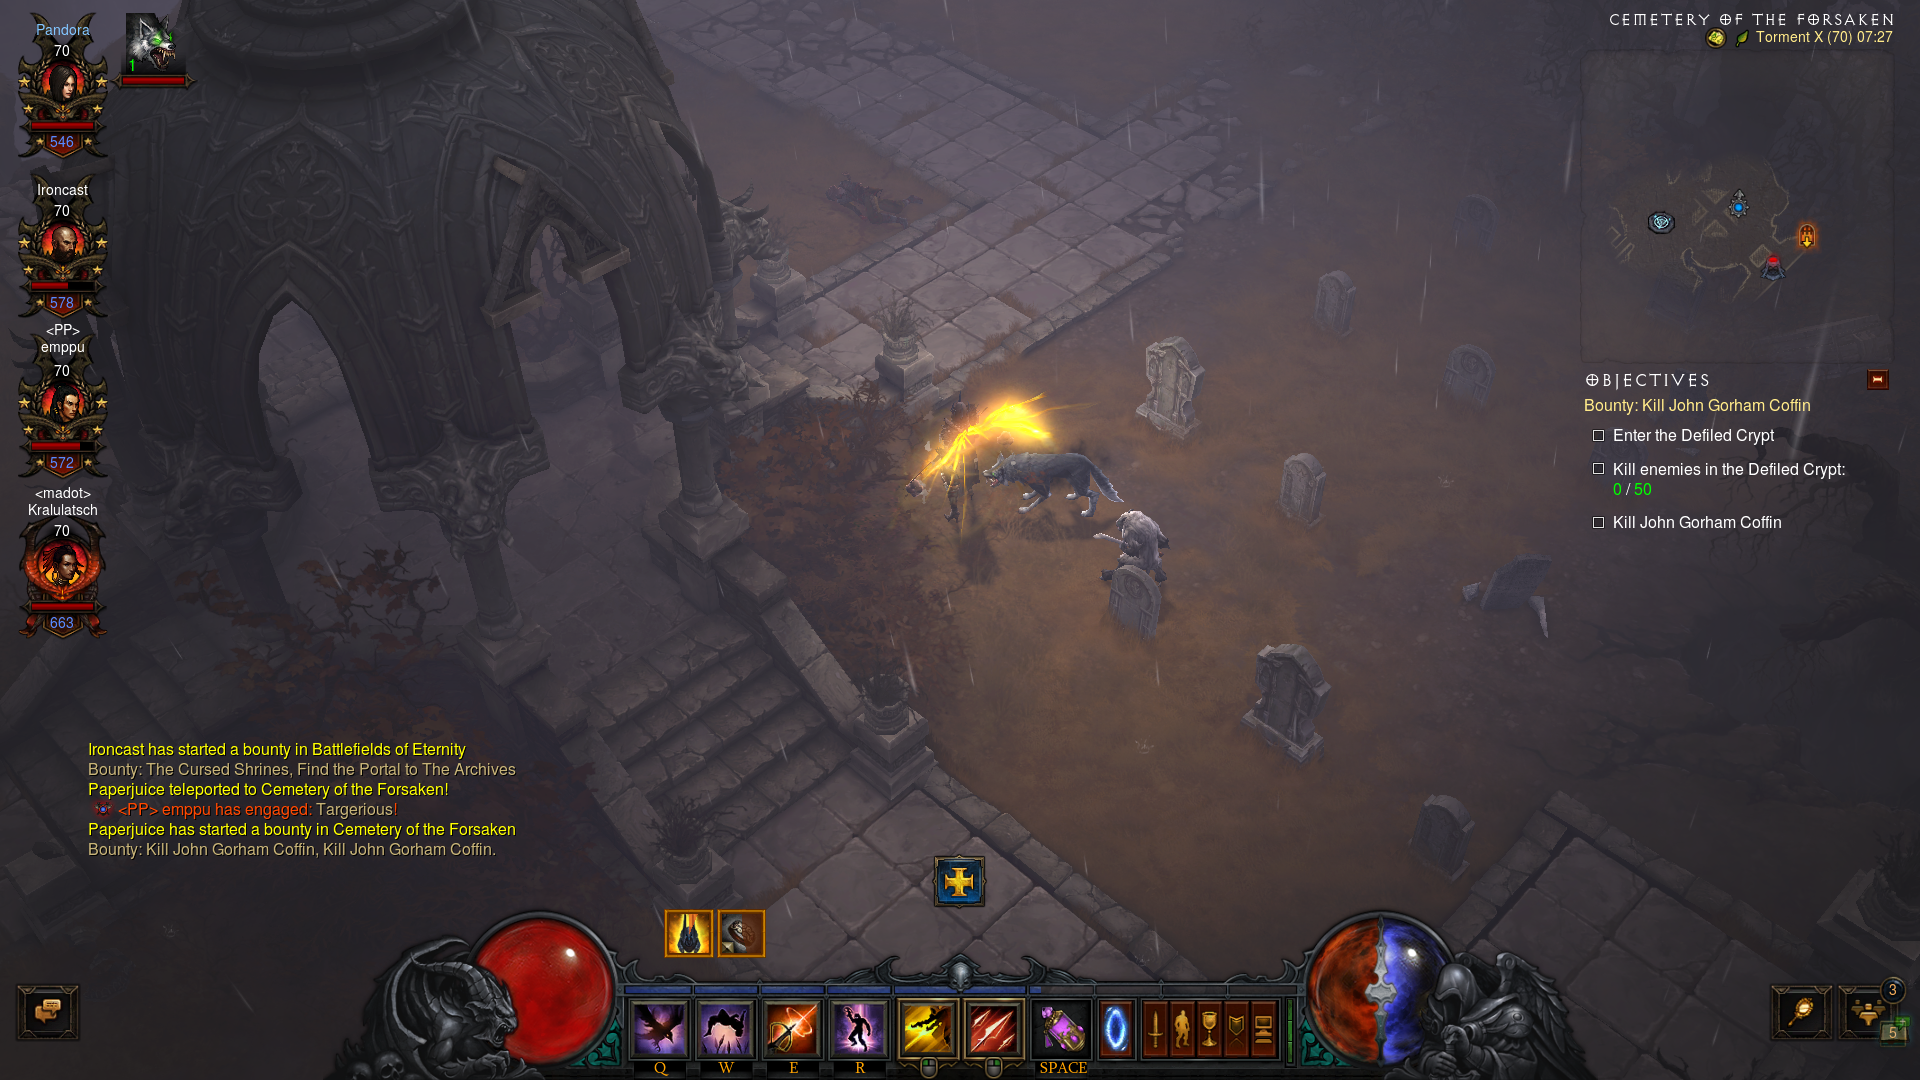 Pandora
70
546
1
Ironcast
70
578
<PP>
emppu
70
572
<madot>
Kralulatsch
70
663
CEMETERY OF THE FORSAKEN
Torment X (70) 07:27
OBJECTIVES
Bounty: Kill John Gorham Coffin
Enter the Defiled Crypt
Kill enemies in the Defiled Crypt:
0 / 50
Kill John Gorham Coffin
Ironcast has started a bounty in Battlefields of Eternity
Bounty: The Cursed Shrines, Find the Portal to The Archives
Paperjuice teleported to Cemetery of the Forsaken!
<PP> emppu has engaged: Targerious!
Paperjuice has started a bounty in Cemetery of the Forsaken
Bounty: Kill John Gorham Coffin, Kill John Gorham Coffin.
Q W E R SPACE
3
5